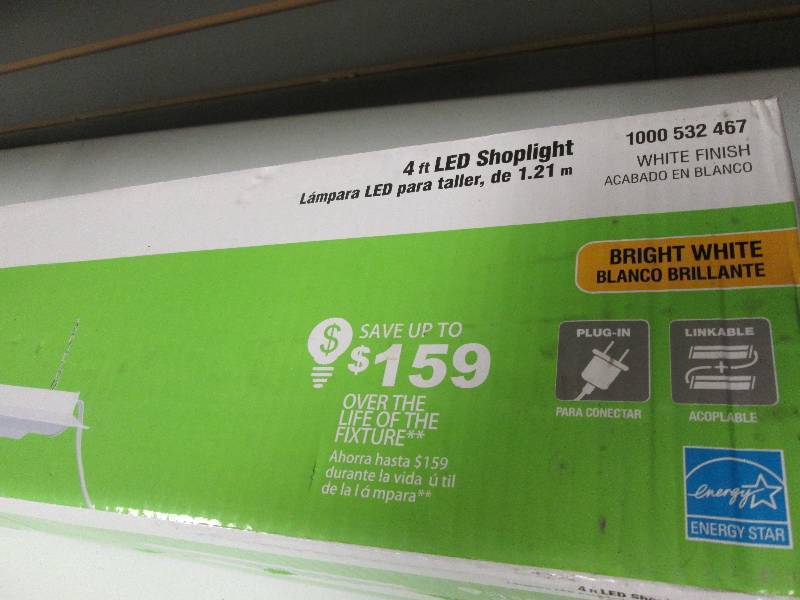 4 ft LED Shoplight
Lámpara LED para taller, de 1.21 m
1000 532 467
WHITE FINISH
ACABADO EN BLANCO
BRIGHT WHITE
BLANCO BRILLANTE
$ SAVE UP TO
$159
OVER THE
LIFE OF THE
FIXTURE**
Ahorra hasta $159
durante la vida ú til
de la l á mpara**
PLUG-IN
PARA CONECTAR
LINKABLE
ACOPLABLE
energy
ENERGY STAR
4 ft LED